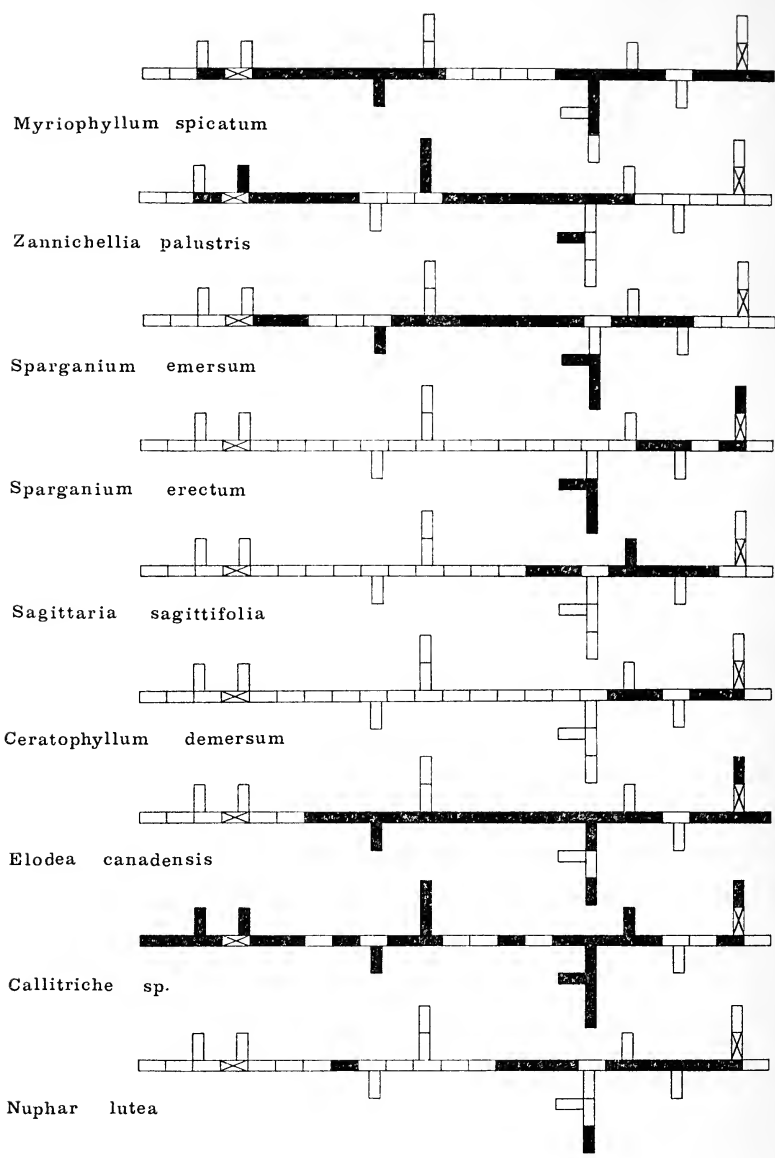 Myriophyllum spicatum
Zannichellia palustris
Sparganium emersum
Sparganium erectum
Sagittaria sagittifolia
Ceratophyllum demersum
Elodea canadensis
Callitriche sp.
Nuphar lutea